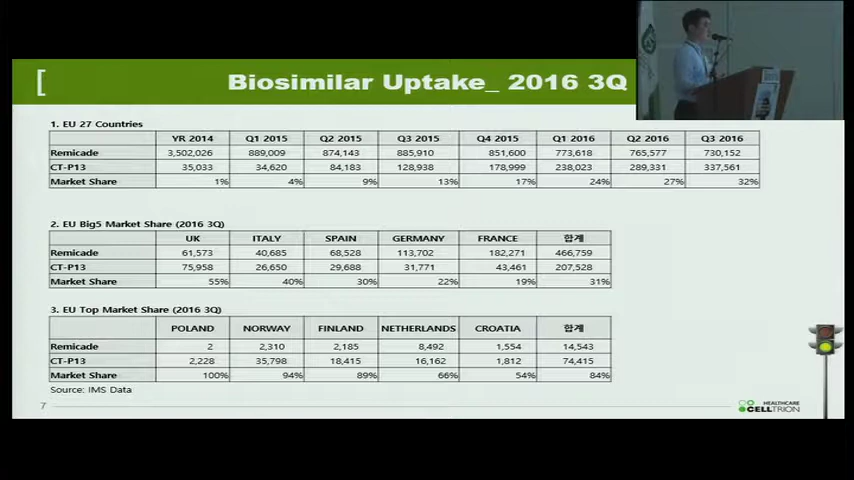 [ Biosimilar Uptake_ 2016 3Q
1. EU 27 Countries
YR 2014 Q1 2015 Q2 2015 Q3 2015 Q4 2015 Q1 2016 Q2 2016 Q3 2016
Remicade 3,502,026 889,009 874,143 885,910 851,600 773,618 765,577 730,152
CT-P13 35,033 34,620 84,183 128,938 178,999 238,023 289,331 337,561
Market Share 1% 4% 9% 13% 17% 24% 27% 32%
2. EU Big5 Market Share (2016 3Q)
UK ITALY SPAIN GERMANY FRANCE 합계
Remicade 61,573 40,685 68,528 113,702 182,271 466,759
CT-P13 75,958 26,650 29,688 31,771 43,461 207,528
Market Share 55% 40% 30% 22% 19% 31%
3. EU Top Market Share (2016 3Q)
POLAND NORWAY FINLAND NETHERLANDS CROATIA 합계
Remicade 2 2,310 2,185 8,492 1,554 14,543
CT-P13 2,228 35,798 18,415 16,162 1,812 74,415
Market Share 100% 94% 89% 66% 54% 84%
Source: IMS Data
7
HEALTHCARE
CELLTRION